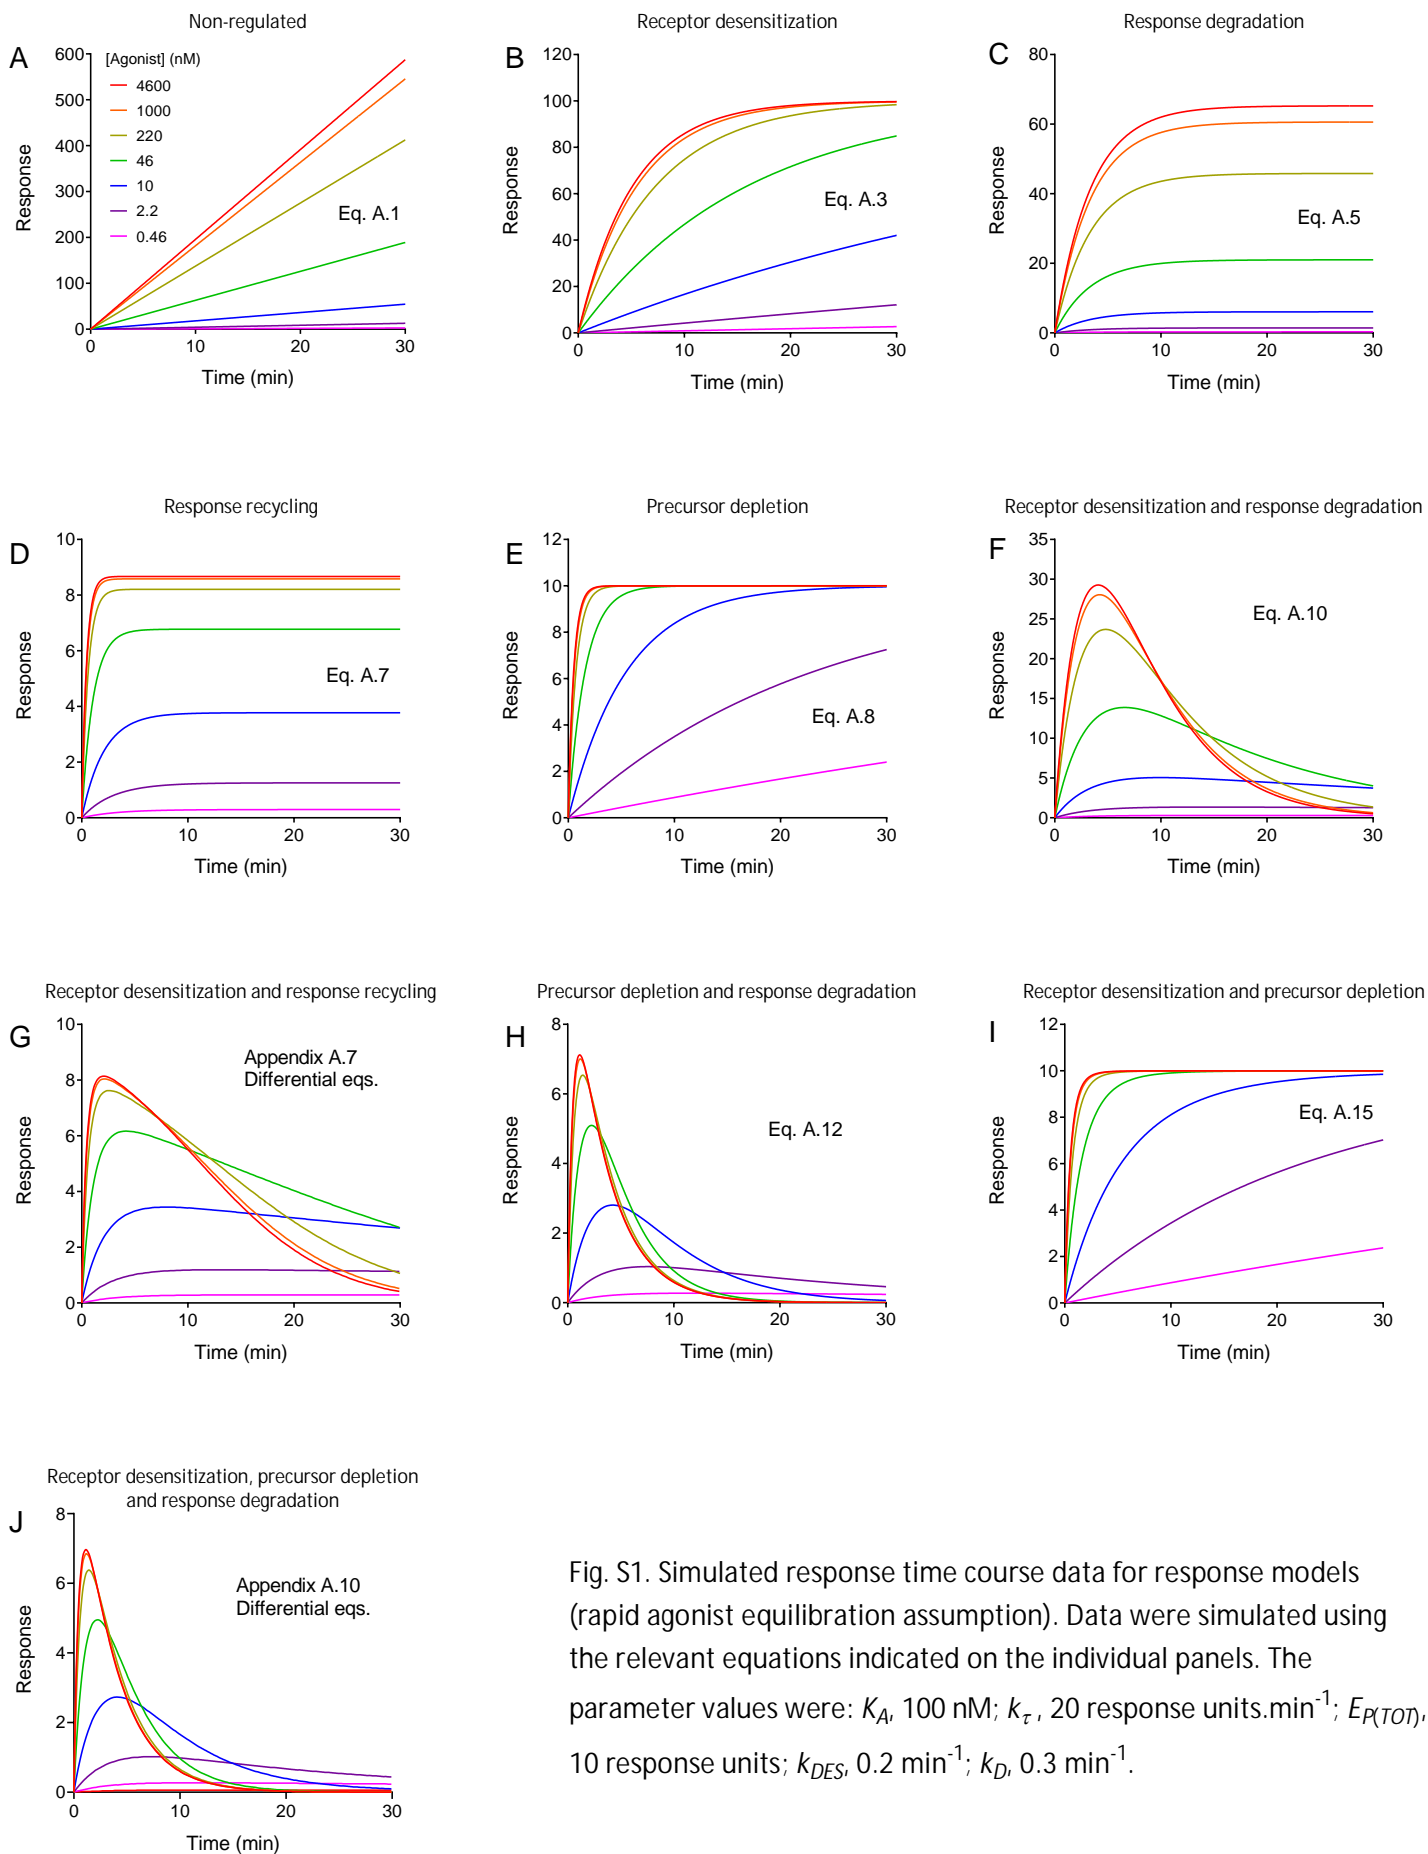 Non-regulated
A
[Agonist] (nM)
4600
1000
220
46
10
2.2
0.46
Eq. A.1
Response
600
500
400
300
200
100
0
0 10 20 30
Time (min)
Receptor desensitization
B
Eq. A.3
Response
120
100
80
60
40
20
0
0 10 20 30
Time (min)
Response degradation
C
Eq. A.5
Response
80
60
40
20
0
0 10 20 30
Time (min)
Response recycling
D
Eq. A.7
Response
10
8
6
4
2
0
0 10 20 30
Time (min)
Precursor depletion
E
Eq. A.8
Response
12
10
8
6
4
2
0
0 10 20 30
Time (min)
Receptor desensitization and response degradation
F
Eq. A.10
Response
35
30
25
20
15
10
5
0
0 10 20 30
Time (min)
Receptor desensitization and response recycling
G
Appendix A.7
Differential eqs.
Response
10
8
6
4
2
0
0 10 20 30
Time (min)
Precursor depletion and response degradation
H
Eq. A.12
Response
8
6
4
2
0
0 10 20 30
Time (min)
Receptor desensitization and precursor depletion
I
Eq. A.15
Response
12
10
8
6
4
2
0
0 10 20 30
Time (min)
Receptor desensitization, precursor depletion
and response degradation
J
Appendix A.10
Differential eqs.
Response
8
6
4
2
0
0 10 20 30
Time (min)
Fig. S1. Simulated response time course data for response models
(rapid agonist equilibration assumption). Data were simulated using
the relevant equations indicated on the individual panels. The
parameter values were: K_A, 100 nM; k_τ, 20 response units.min⁻¹; E_P(TOT),
10 response units; k_DES, 0.2 min⁻¹; k_D, 0.3 min⁻¹.